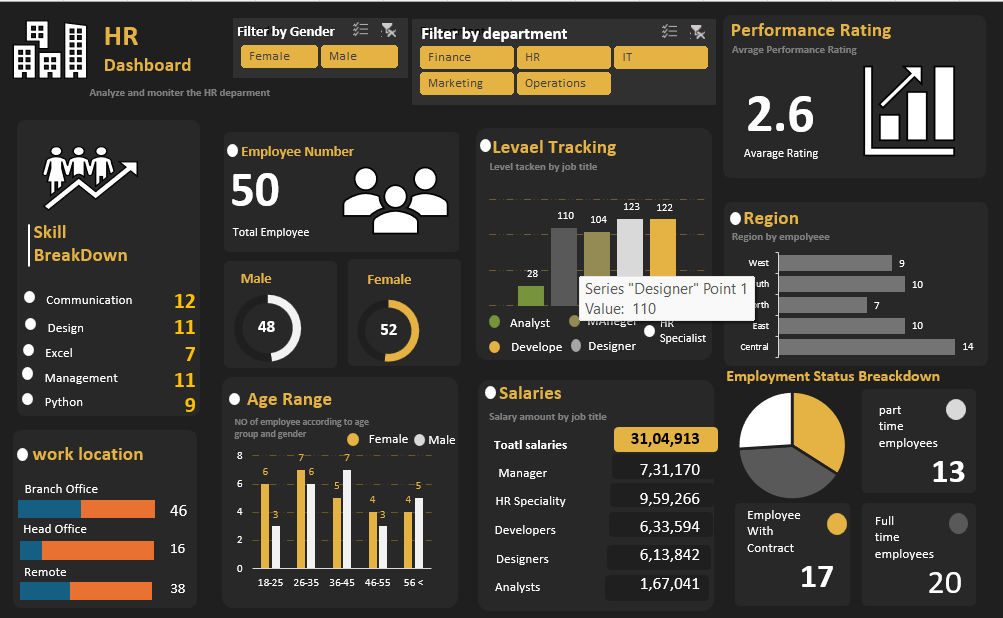 HR
Dashboard
Analyze and moniter the HR deparment
Filter by Gender
Female
Male
Filter by department
Finance
HR
IT
Marketing
Operations
Performance Rating
Avrage Performance Rating
2.6
Avarage Rating
Skill
BreakDown
Communication 12
Design 11
Excel 7
Management 11
Python 9
Employee Number
50
Total Employee
Male
48
Female
52
Levael Tracking
Level tacken by job title
28
110
104
123
122
Series "Designer" Point 1
Value: 110
Analyst
HR
Specialist
Develope
Designer
Region
Region by empolyeee
West 9
10
7
East 10
Central 14
Age Range
NO of employee according to age
group and gender
Female
Male
8
6
4
2
0
6
3
7
6
5
7
4
3
4
5
18-25
26-35
36-45
46-55
56 <
Salaries
Salary amount by job title
Toatl salaries 31,04,913
Manager 7,31,170
HR Speciality 9,59,266
Developers 6,33,594
Designers 6,13,842
Analysts 1,67,041
work location
Branch Office
46
Head Office
16
Remote
38
Employment Status Breakdown
part
time
employees
13
Employee
With
Contract
17
Full
time
employees
20